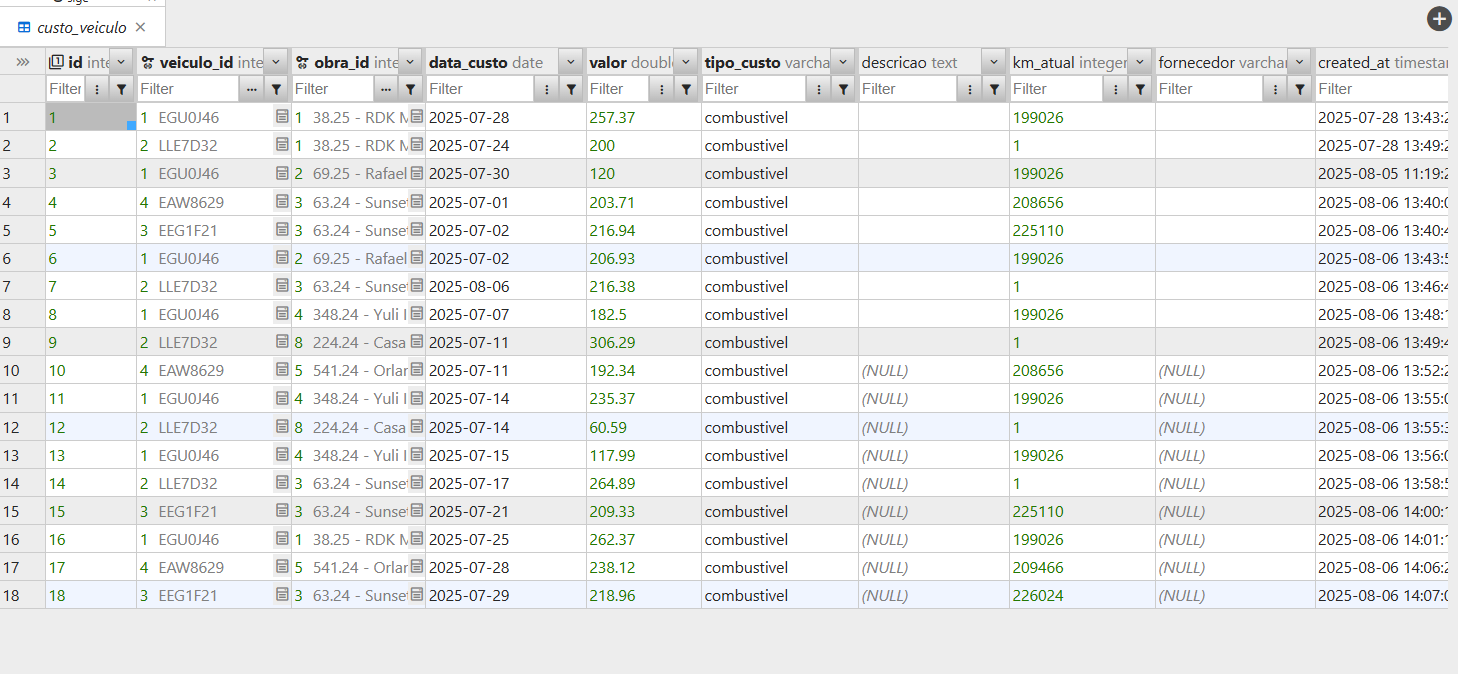 custo_veiculo
id inte veiculo_id inte obra_id inte data_custo date valor double tipo_custo varcha descricao text km_atual integer fornecedor varchar created_at timestar
Filter Filter Filter Filter Filter Filter Filter Filter Filter Filter
1 1 1 EGU0J46 1 38.25 - RDK M 2025-07-28 257.37 combustivel 199026 2025-07-28 13:43:2
2 2 2 LLE7D32 1 38.25 - RDK M 2025-07-24 200 combustivel 1 2025-07-28 13:49:2
3 3 1 EGU0J46 2 69.25 - Rafael 2025-07-30 120 combustivel 199026 2025-08-05 11:19:2
4 4 4 EAW8629 3 63.24 - Sunset 2025-07-01 203.71 combustivel 208656 2025-08-06 13:40:0
5 5 3 EEG1F21 3 63.24 - Sunset 2025-07-02 216.94 combustivel 225110 2025-08-06 13:40:4
6 6 1 EGU0J46 2 69.25 - Rafael 2025-07-02 206.93 combustivel 199026 2025-08-06 13:43:5
7 7 2 LLE7D32 3 63.24 - Sunset 2025-08-06 216.38 combustivel 1 2025-08-06 13:46:4
8 8 1 EGU0J46 4 348.24 - Yuli I 2025-07-07 182.5 combustivel 199026 2025-08-06 13:48:1
9 9 2 LLE7D32 8 224.24 - Casa 2025-07-11 306.29 combustivel 1 2025-08-06 13:49:4
10 10 4 EAW8629 5 541.24 - Orlar 2025-07-11 192.34 combustivel (NULL) 208656 (NULL) 2025-08-06 13:52:2
11 11 1 EGU0J46 4 348.24 - Yuli I 2025-07-14 235.37 combustivel (NULL) 199026 (NULL) 2025-08-06 13:55:0
12 12 2 LLE7D32 8 224.24 - Casa 2025-07-14 60.59 combustivel (NULL) 1 (NULL) 2025-08-06 13:55:3
13 13 1 EGU0J46 4 348.24 - Yuli I 2025-07-15 117.99 combustivel (NULL) 199026 (NULL) 2025-08-06 13:56:0
14 14 2 LLE7D32 3 63.24 - Sunset 2025-07-17 264.89 combustivel (NULL) 1 (NULL) 2025-08-06 13:58:5
15 15 3 EEG1F21 3 63.24 - Sunset 2025-07-21 209.33 combustivel (NULL) 225110 (NULL) 2025-08-06 14:00:1
16 16 1 EGU0J46 1 38.25 - RDK M 2025-07-25 262.37 combustivel (NULL) 199026 (NULL) 2025-08-06 14:01:1
17 17 4 EAW8629 5 541.24 - Orlar 2025-07-28 238.12 combustivel (NULL) 209466 (NULL) 2025-08-06 14:06:2
18 18 3 EEG1F21 3 63.24 - Sunset 2025-07-29 218.96 combustivel (NULL) 226024 (NULL) 2025-08-06 14:07:0